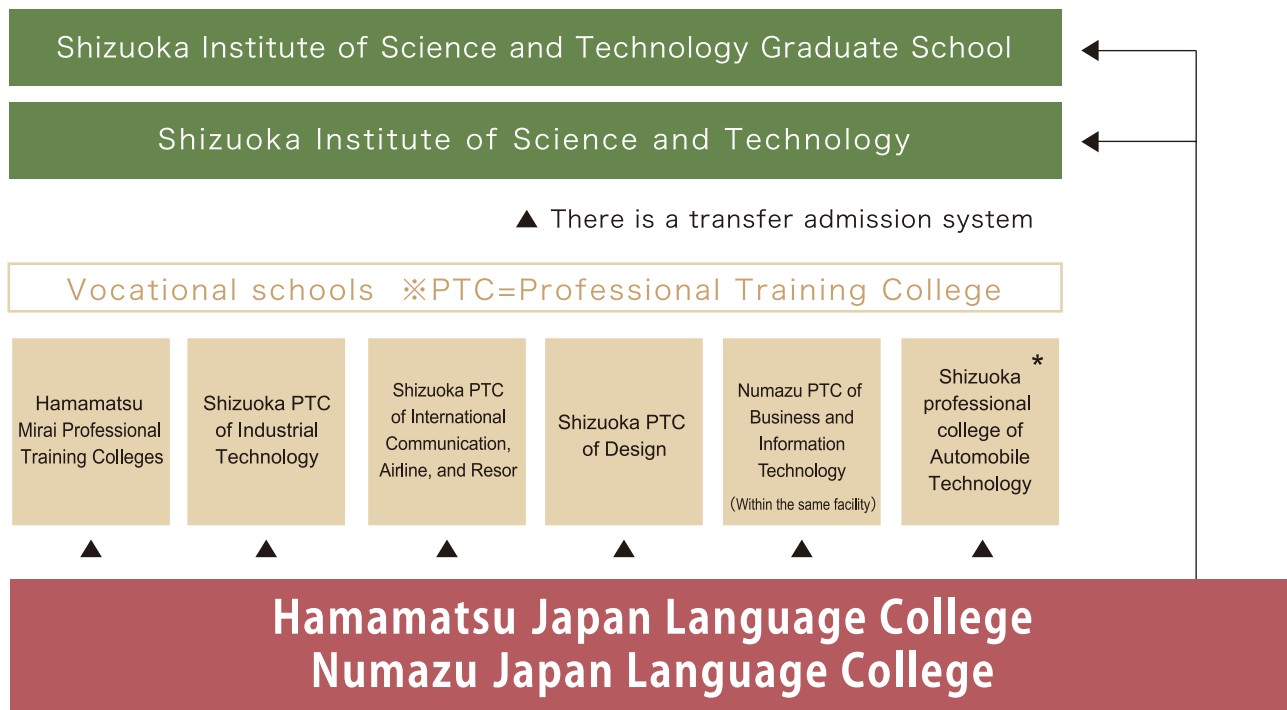 Shizuoka Institute of Science and Technology Graduate School
Shizuoka Institute of Science and Technology
▲ There is a transfer admission system
Vocational schools ※PTC=Professional Training College
Hamamatsu
Mirai Professional
Training Colleges
Shizuoka PTC
of Industrial
Technology
Shizuoka PTC
of International
Communication,
Airline, and Resor
Shizuoka PTC
of Design
Numazu PTC of
Business and
Information
Technology
(Within the same facility)
Shizuoka *
professional
college of
Automobile
Technology
Hamamatsu Japan Language College
Numazu Japan Language College